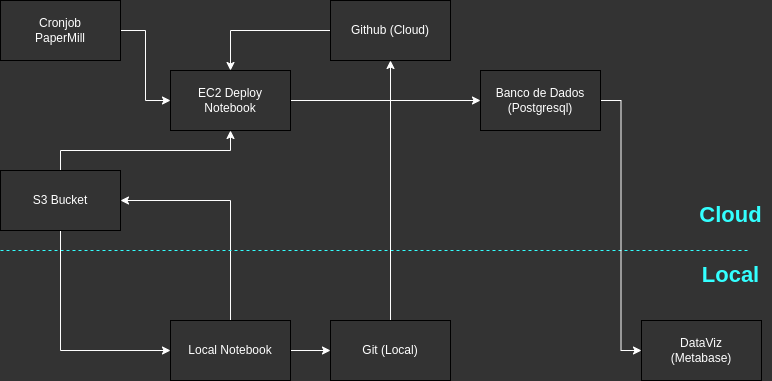 Cronjob
PaperMill
Github (Cloud)
EC2 Deploy
Notebook
Banco de Dados
(Postgresql)
S3 Bucket
Cloud
Local
Local Notebook
Git (Local)
DataViz
(Metabase)